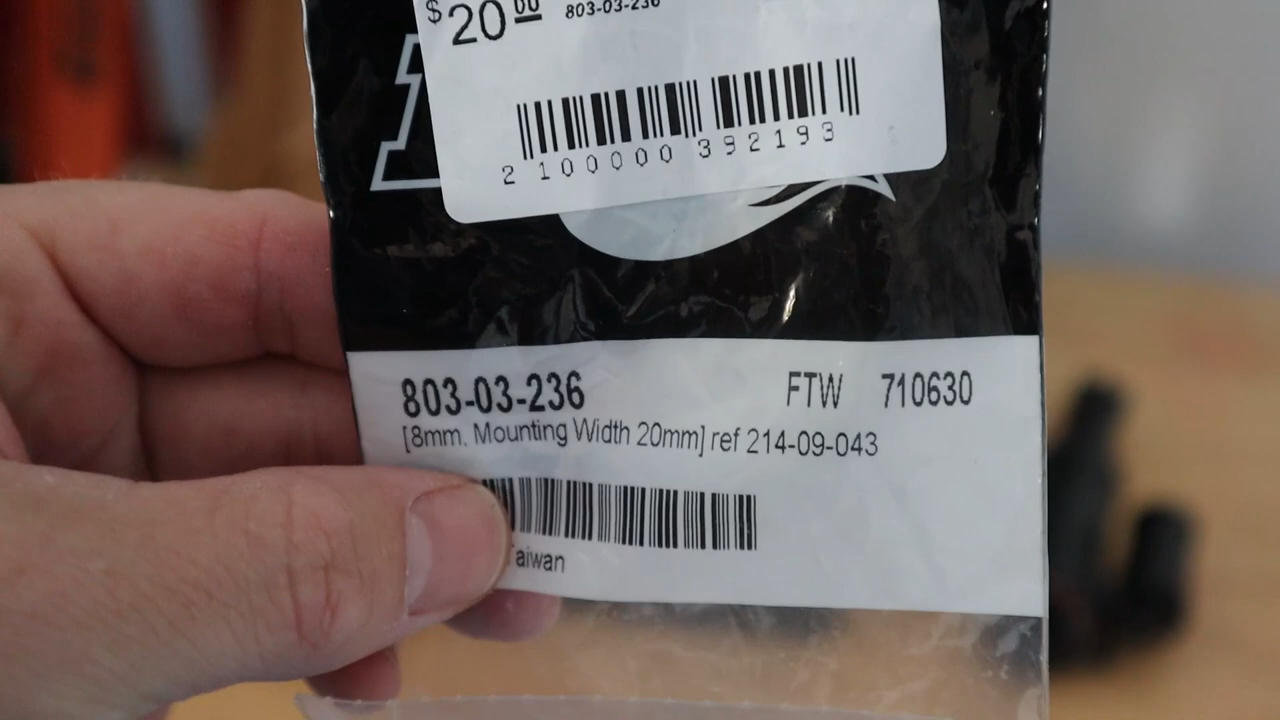 $20.00 803-03-236
2 100000 392193
803-03-236 FTW 710630
[8mm, Mounting Width 20mm] ref 214-09-043
Taiwan